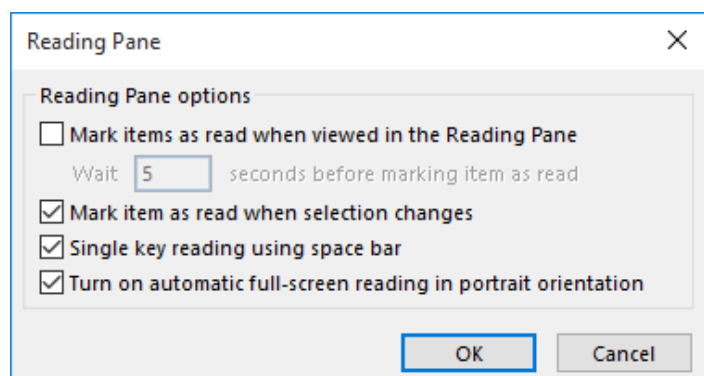 Reading Pane
Reading Pane options
Mark items as read when viewed in the Reading Pane
Wait 5 seconds before marking item as read
Mark item as read when selection changes
Single key reading using space bar
Turn on automatic full-screen reading in portrait orientation
OK Cancel